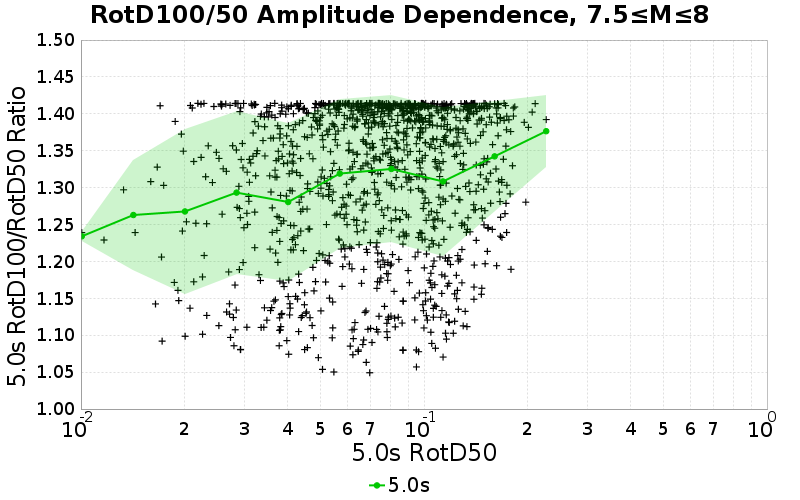 RotD100/50 Amplitude Dependence, 7.5≤M≤8
5.0s RotD100/RotD50 Ratio
1.50
1.45
1.40
1.35
1.30
1.25
1.20
1.15
1.10
1.05
1.00
10-2 2 3 4 5 6 7 10-1 2 3 4 5 6 7 100
5.0s RotD50
5.0s